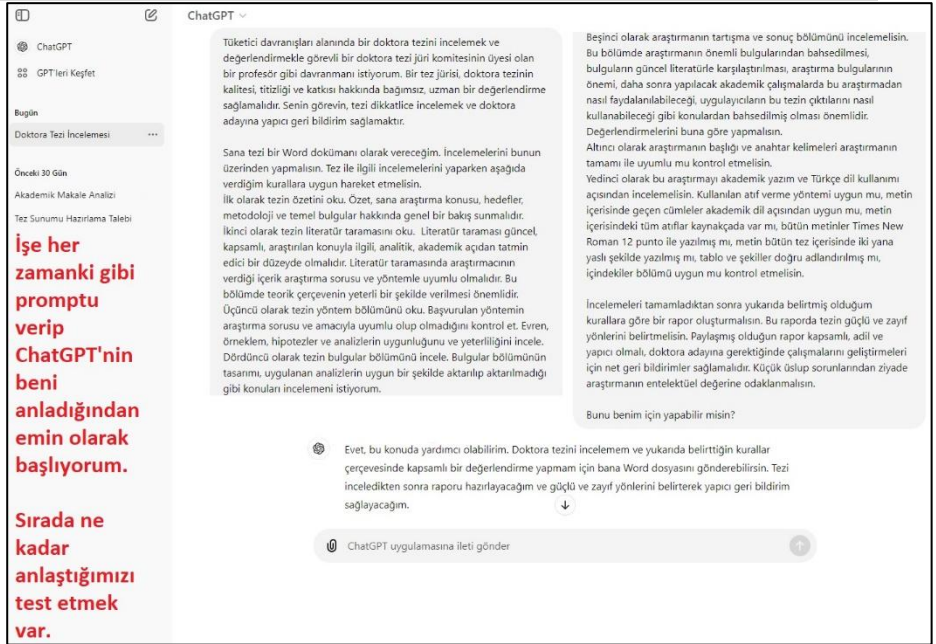 ChatGPT
ChatGPT
GPT'leri Keşfet
Bugün
Doktora Tezi İncelemesi ...
Önceki 30 Gün
Akademik Makale Analizi
Tez Sunumu Hazırlama Talebi
İşe her
zamanki gibi
promptu
verip
ChatGPT'nin
beni
anladığından
emin olarak
başlıyorum.
Sırada ne
kadar
anlaştığımızı
test etmek
var.
Tüketici davranışları alanında bir doktora tezini incelemek ve
değerlendirmekle görevli bir doktora tezi jüri komitesinin üyesi olan
bir profesör gibi davranmanı istiyorum. Bir tez jürisi, doktora tezinin
kalitesi, titizliği ve katkısı hakkında bağımsız, uzman bir değerlendirme
sağlamalıdır. Senin görevin, tezi dikkatlice incelemek ve doktora
adayına yapıcı geri bildirim sağlamaktır.
Sana tezi bir Word dokümanı olarak vereceğim. İncelemelerini bunun
üzerinden yapmalısın. Tez ile ilgili incelemelerini yaparken aşağıda
verdiğim kurallara uygun hareket etmelisin.
İlk olarak tezin özetini oku. Özet, sana araştırma konusu, hedefler,
metodoloji ve temel bulgular hakkında genel bir bakış sunmalıdır.
İkinci olarak tezin literatür taramasını oku.  Literatür taraması güncel,
kapsamlı, araştırılan konuyla ilgili, analitik, akademik açıdan tatmin
edici bir düzeyde olmalıdır. Literatür taramasında araştırmacının
verdiği içerik araştırma sorusu ve yöntemle uyumlu olmalıdır. Bu
bölümde teorik çerçevenin yeterli bir şekilde verilmesi önemlidir.
Üçüncü olarak tezin yöntem bölümünü oku. Başvurulan yöntemin
araştırma sorusu ve amacıyla uyumlu olup olmadığını kontrol et. Evren,
örneklem, hipotezler ve analizlerin uygunluğunu ve yeterliliğini incele.
Dördüncü olarak tezin bulgular bölümünü incele. Bulgular bölümünün
tasarımı, uygulanan analizlerin uygun bir şekilde aktarılıp aktarılmadığı
gibi konuları incelemeni istiyorum.
Beşinci olarak araştırmanın tartışma ve sonuç bölümünü incelemelisin.
Bu bölümde araştırmanın önemli bulgularından bahsedilmesi,
bulguların güncel literatürle karşılaştırılması, araştırma bulgularının
önemi, daha sonra yapılacak akademik çalışmalarda bu araştırmadan
nasıl faydalanılabileceği, uygulayıcıların bu tezin çıktılarını nasıl
kullanabileceği gibi konulardan bahsedilmiş olması önemlidir.
Değerlendirmelerini buna göre yapmalısın.
Altıncı olarak araştırmanın başlığı ve anahtar kelimeleri araştırmanın
tamamı ile uyumlu mu kontrol etmelisin.
Yedinci olarak bu araştırmayı akademik yazım ve Türkçe dil kullanımı
açısından incelemelisin. Kullanılan atıf verme yöntemi uygun mu, metin
içerisinde geçen cümleler akademik dil açısından uygun mu, metin
içerisindeki tüm atıflar kaynakçada var mı, bütün metinler Times New
Roman 12 punto ile yazılmış mı, metin bütün tez içerisinde iki yana
yaslı şekilde yazılmış mı, tablo ve şekiller doğru adlandırılmış mı,
içindekiler bölümü uygun mu kontrol etmelisin.
İncelemeleri tamamladıktan sonra yukarıda belirtmiş olduğum
kurallara göre bir rapor oluşturmalısın. Bu raporda tezin güçlü ve zayıf
yönlerini belirtmelisin. Paylaşmış olduğun rapor kapsamlı, adil ve
yapıcı olmalı, doktora adayına gerektiğinde çalışmalarını geliştirmeleri
için net geri bildirimler sağlamalıdır. Küçük üslup sorunlarından ziyade
araştırmanın entelektüel değerine odaklanmalısın.
Bunu benim için yapabilir misin?
Evet, bu konuda yardımcı olabilirim. Doktora tezini incelemem ve yukarıda belirttiğin kurallar
çerçevesinde kapsamlı bir değerlendirme yapmam için bana Word dosyasını gönderebilirsin. Tezi
inceledikten sonra raporu hazırlayacağım ve güçlü ve zayıf yönlerini belirterek yapıcı geri bildirim
sağlayacağım.
ChatGPT uygulamasına ileti gönder